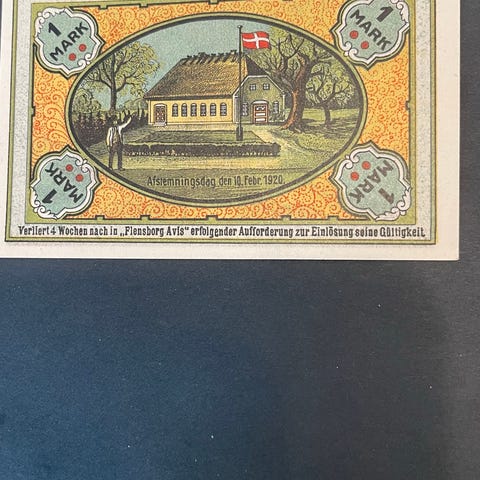 1 MARK
1 MARK
Afstemningsdag den 10. Febr. 1920.
1 MARK
1 MARK
Verliert 4 Wochen nach in „Flensborg Avis“ erfolgender Aufforderung zur Einlösung seine Gültigkeit.